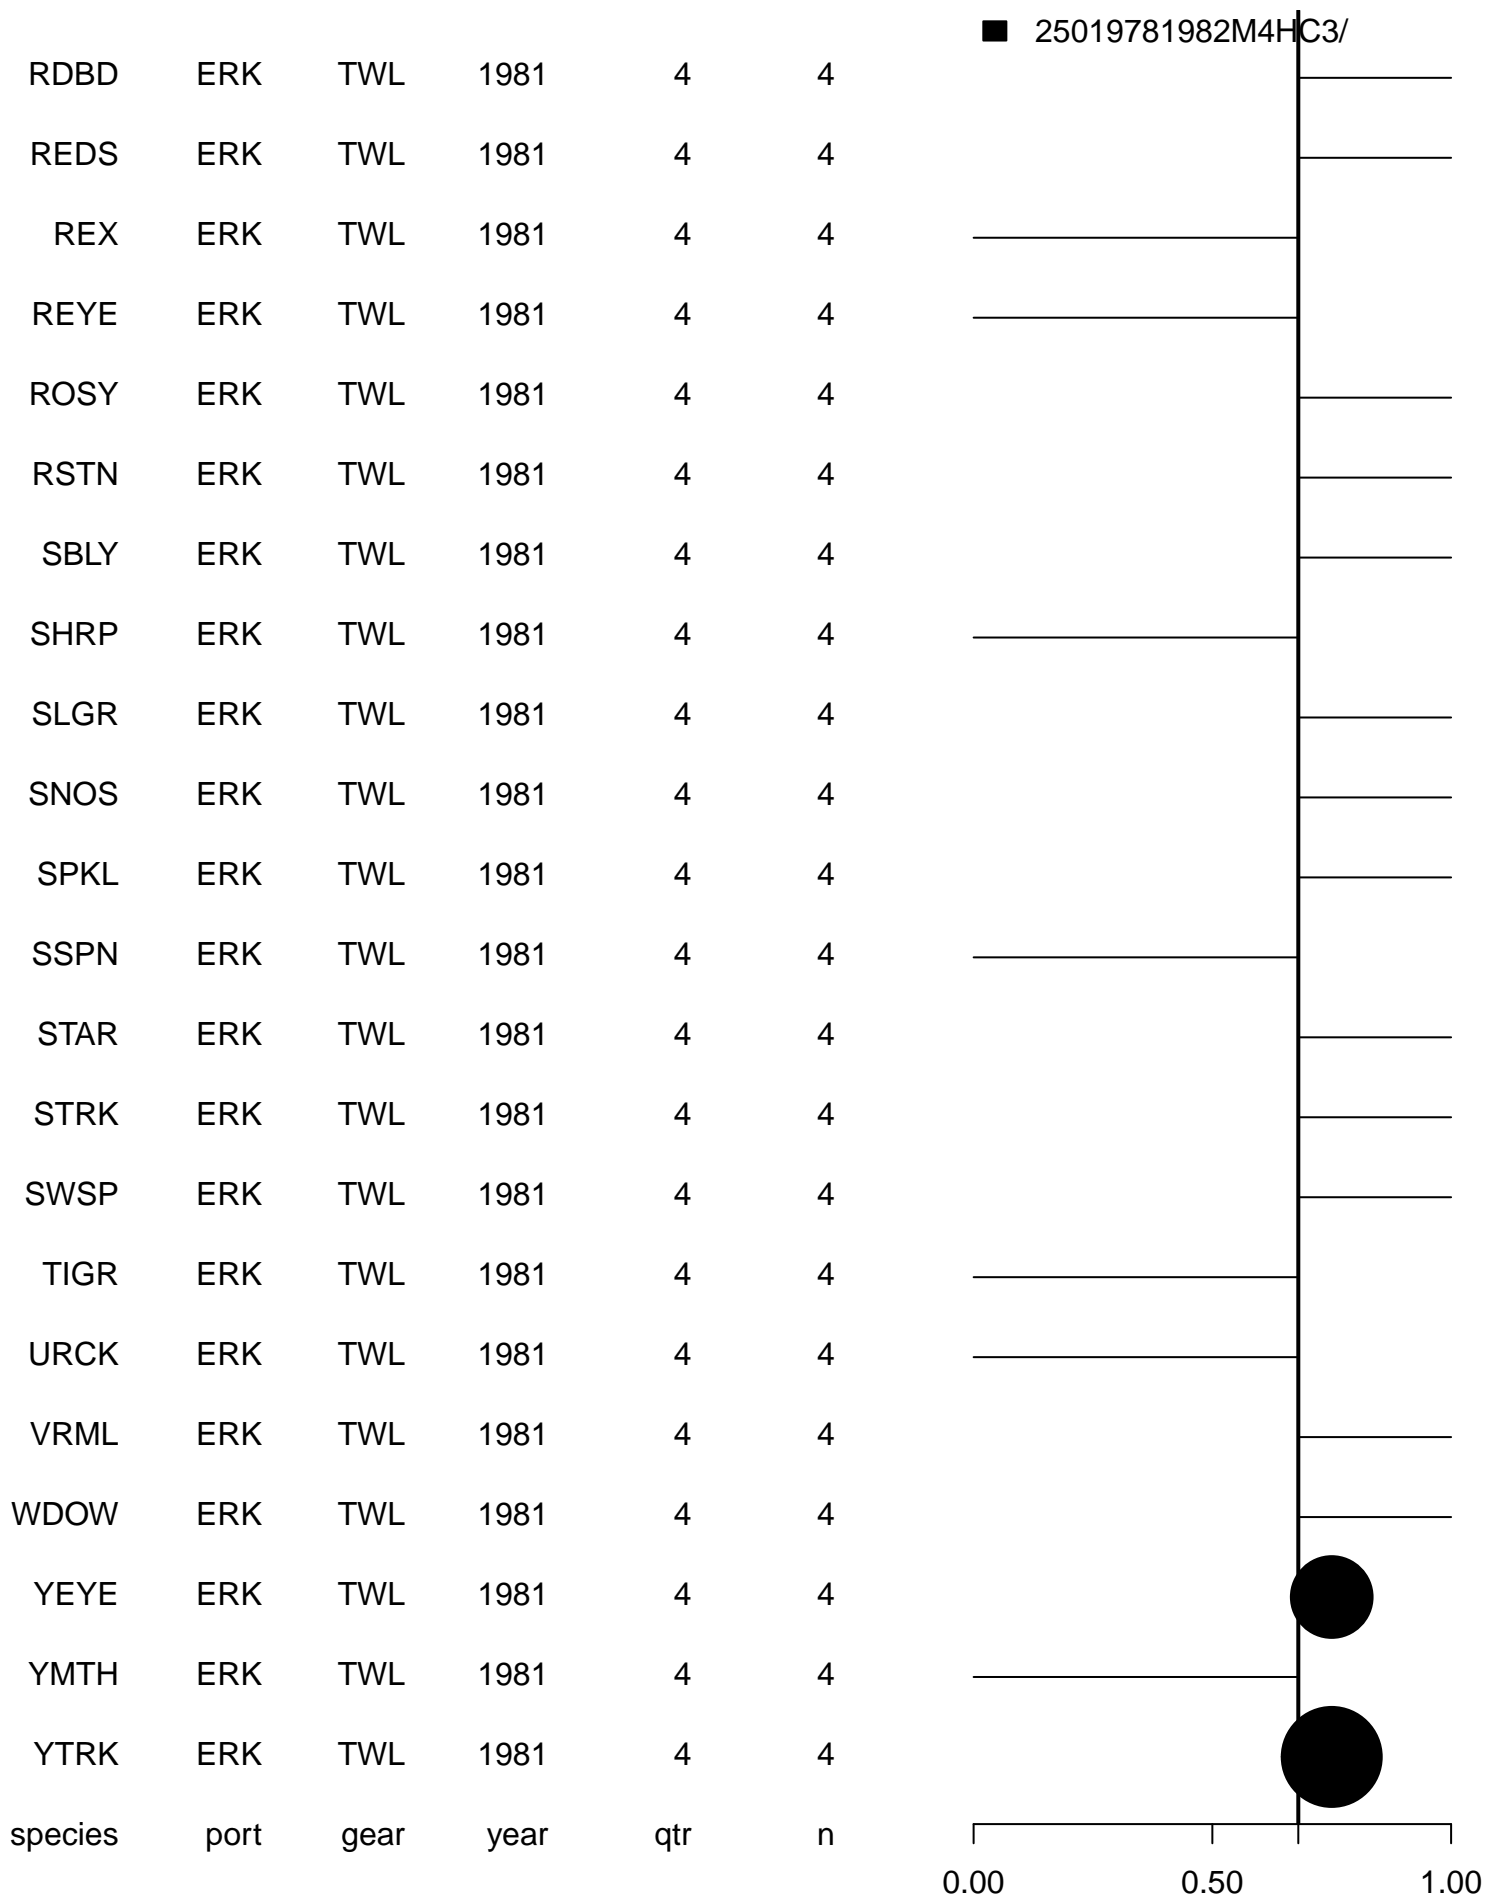 25019781982M4HC3/
RDBD ERK TWL 1981 4 4
REDS ERK TWL 1981 4 4
REX ERK TWL 1981 4 4
REYE ERK TWL 1981 4 4
ROSY ERK TWL 1981 4 4
RSTN ERK TWL 1981 4 4
SBLY ERK TWL 1981 4 4
SHRP ERK TWL 1981 4 4
SLGR ERK TWL 1981 4 4
SNOS ERK TWL 1981 4 4
SPKL ERK TWL 1981 4 4
SSPN ERK TWL 1981 4 4
STAR ERK TWL 1981 4 4
STRK ERK TWL 1981 4 4
SWSP ERK TWL 1981 4 4
TIGR ERK TWL 1981 4 4
URCK ERK TWL 1981 4 4
VRML ERK TWL 1981 4 4
WDOW ERK TWL 1981 4 4
YEYE ERK TWL 1981 4 4
YMTH ERK TWL 1981 4 4
YTRK ERK TWL 1981 4 4
species port gear year qtr n
0.00 0.50 1.00